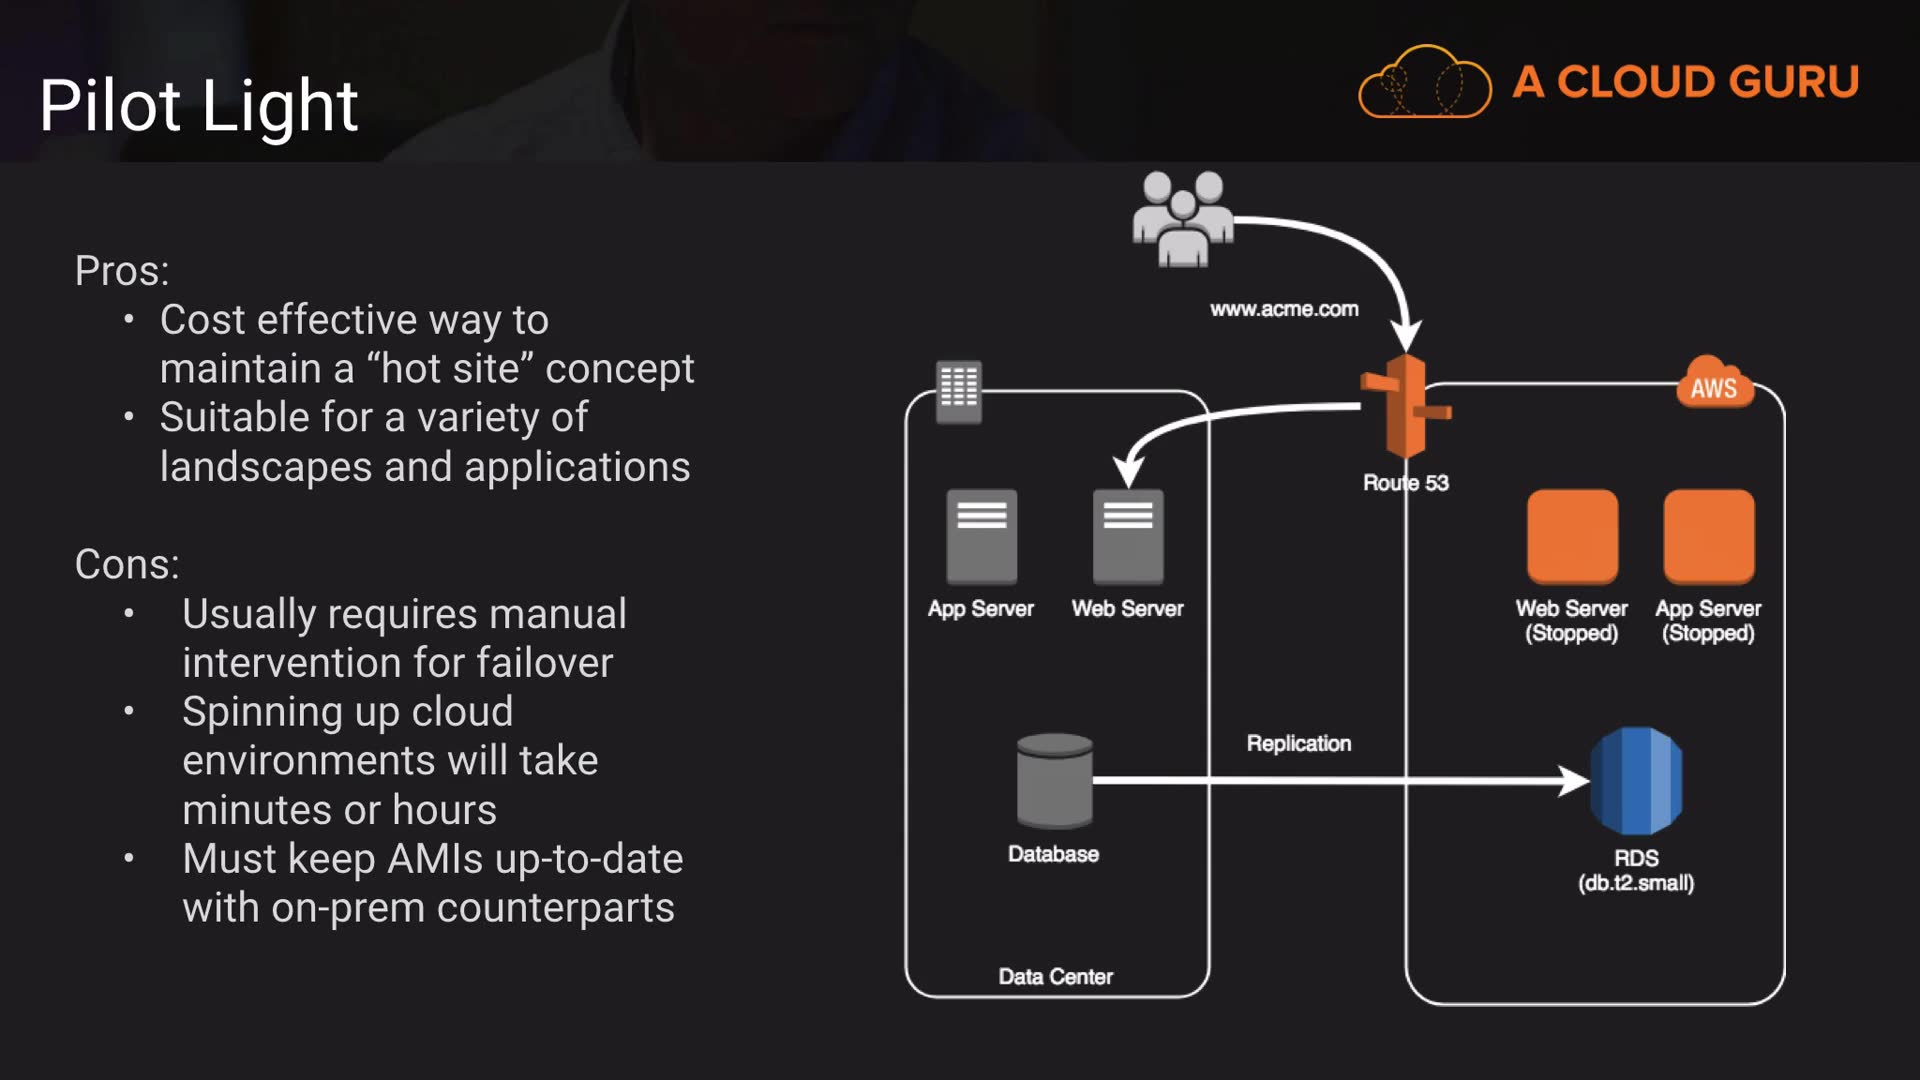 Pilot Light
A CLOUD GURU
Pros:
• Cost effective way to
maintain a “hot site” concept
• Suitable for a variety of
landscapes and applications
Cons:
• Usually requires manual
intervention for failover
• Spinning up cloud
environments will take
minutes or hours
• Must keep AMIs up-to-date
with on-prem counterparts
www.acme.com
AWS
Route 53
App Server
Web Server
Web Server
(Stopped)
App Server
(Stopped)
Replication
Database
RDS
(db.t2.small)
Data Center